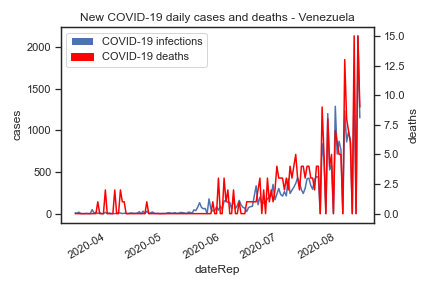 New COVID-19 daily cases and deaths - Venezuela
COVID-19 infections
COVID-19 deaths
2000
1500
1000
500
0
cases
15.0
12.5
10.0
7.5
5.0
2.5
0.0
deaths
2020-04
2020-05
2020-06
2020-07
2020-08
dateRep